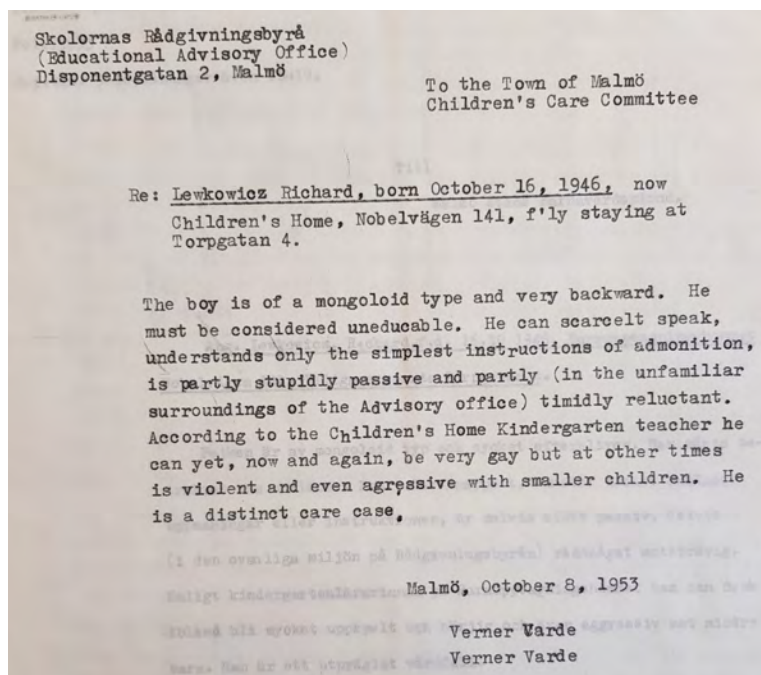 Skolornas Rådgivningsbyrå
(Educational Advisory Office)
Disponentgatan 2, Malmö
To the Town of Malmö
Children's Care Committee
Re: Lewkowicz Richard, born October 16, 1946, now
Children's Home, Nobelvägen 141, f'ly staying at
Torpgatan 4.
The boy is of a mongoloid type and very backward. He
must be considered uneducable. He can scarcelt speak,
understands only the simplest instructions of admonition,
is partly stupidly passive and partly (in the unfamiliar
surroundings of the Advisory office) timidly reluctant.
According to the Children's Home Kindergarten teacher he
can yet, now and again, be very gay but at other times
is violent and even agressive with smaller children. He
is a distinct care case.
Malmö, October 8, 1953
Verner Varde
Verner Varde